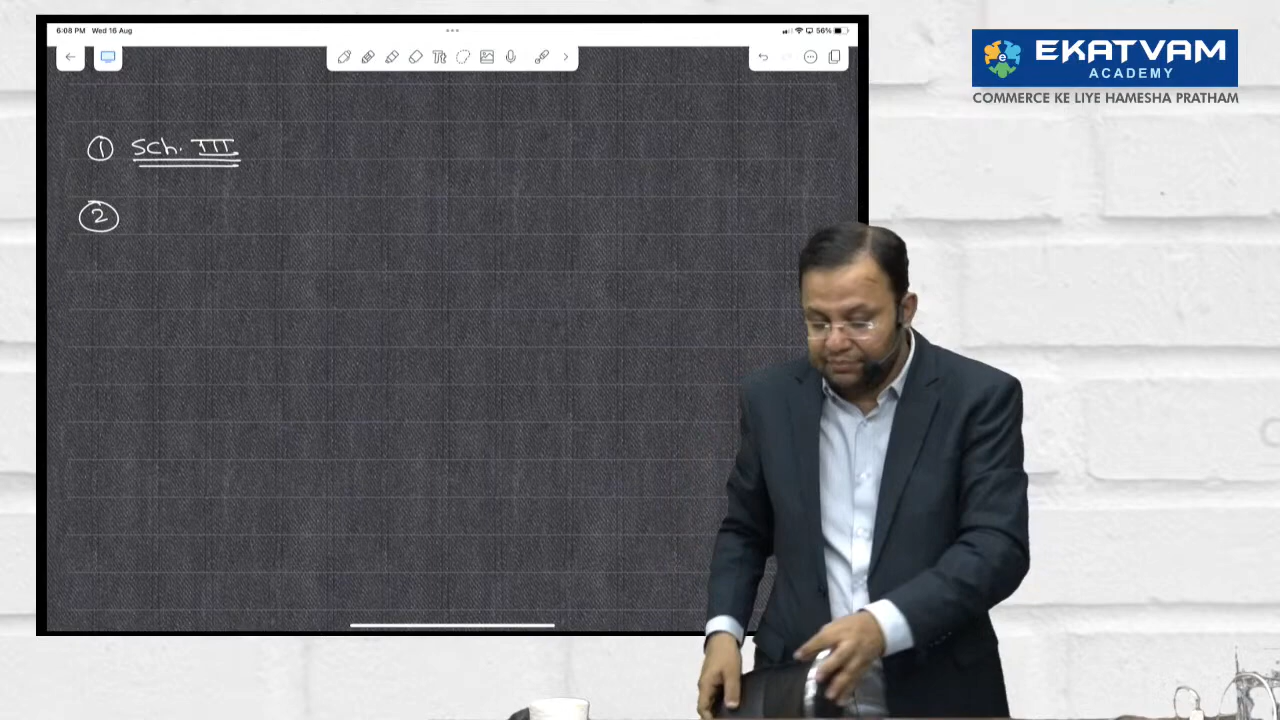 6:08 PM Wed 16 Aug
56%
EKATVAM
ACADEMY
COMMERCE KE LIYE HAMESHA PRATHAM
① Sch. III
②